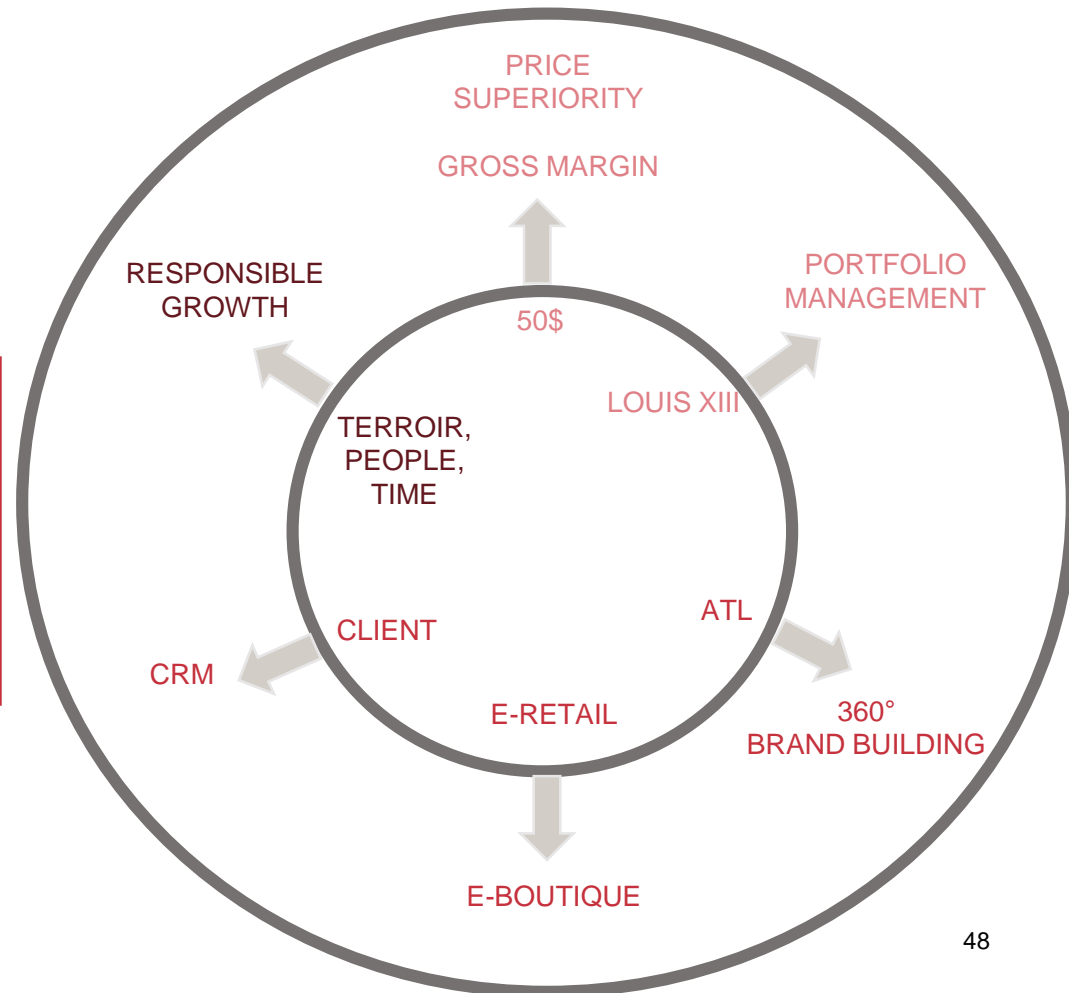 PRICE
SUPERIORITY
GROSS MARGIN
RESPONSIBLE
GROWTH
PORTFOLIO
MANAGEMENT
50$
LOUIS XIII
TERROIR,
PEOPLE,
TIME
CLIENT
ATL
CRM
E-RETAIL
360°
BRAND BUILDING
E-BOUTIQUE
48